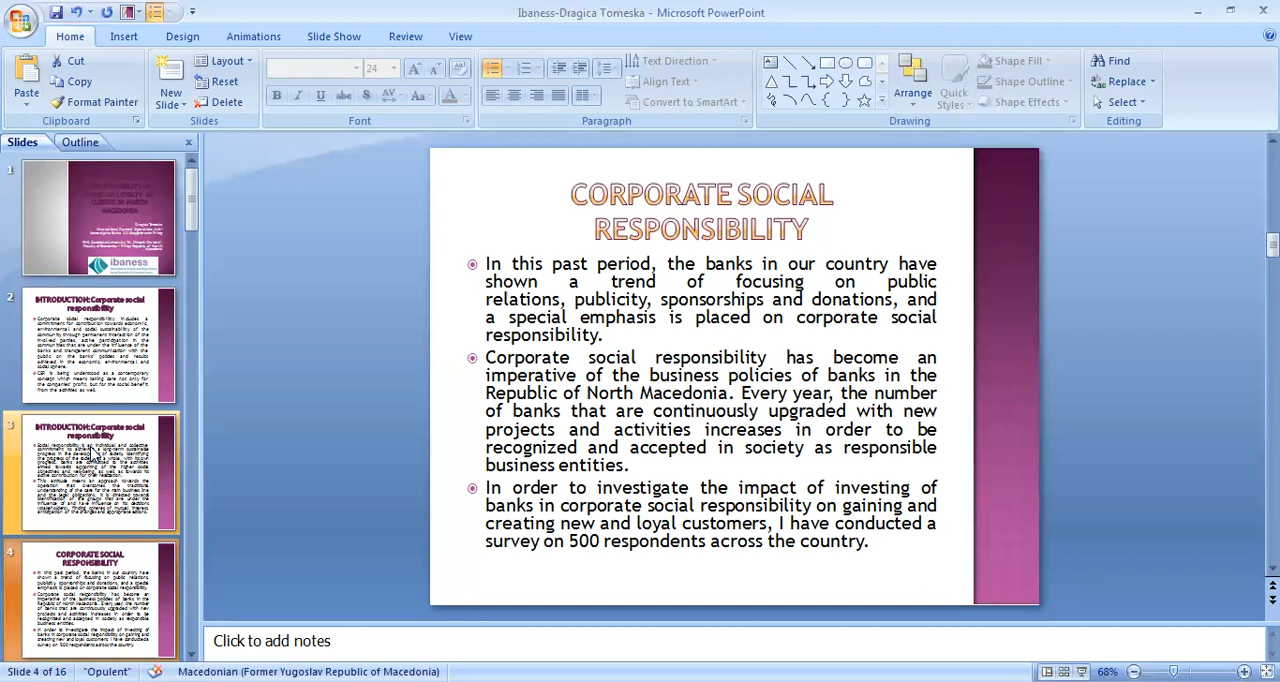 Ibaness-Dragica Tomeska - Microsoft PowerPoint
Home Insert Design Animations Slide Show Review View
Paste
Cut
Copy
Format Painter
Clipboard
New Slide
Layout
Reset
Delete
Slides
24
Font
Text Direction
Align Text
Convert to SmartArt
Paragraph
Arrange
Quick Styles
Shape Fill
Shape Outline
Shape Effects
Drawing
Find
Replace
Select
Editing
Slides Outline
1
ibaness
2
INTRODUCTION: Corporate social
responsibility
3
INTRODUCTION: Corporate social
responsibility
4
CORPORATE SOCIAL
RESPONSIBILITY
CORPORATE SOCIAL
RESPONSIBILITY
In this past period, the banks in our country have
shown a trend of focusing on public
relations, publicity, sponsorships and donations, and
a special emphasis is placed on corporate social
responsibility.
Corporate social responsibility has become an
imperative of the business policies of banks in the
Republic of North Macedonia. Every year, the number
of banks that are continuously upgraded with new
projects and activities increases in order to be
recognized and accepted in society as responsible
business entities.
In order to investigate the impact of investing of
banks in corporate social responsibility on gaining and
creating new and loyal customers, I have conducted a
survey on 500 respondents across the country.
Click to add notes
Slide 4 of 16 "Opulent" Macedonian (Former Yugoslav Republic of Macedonia) 68%